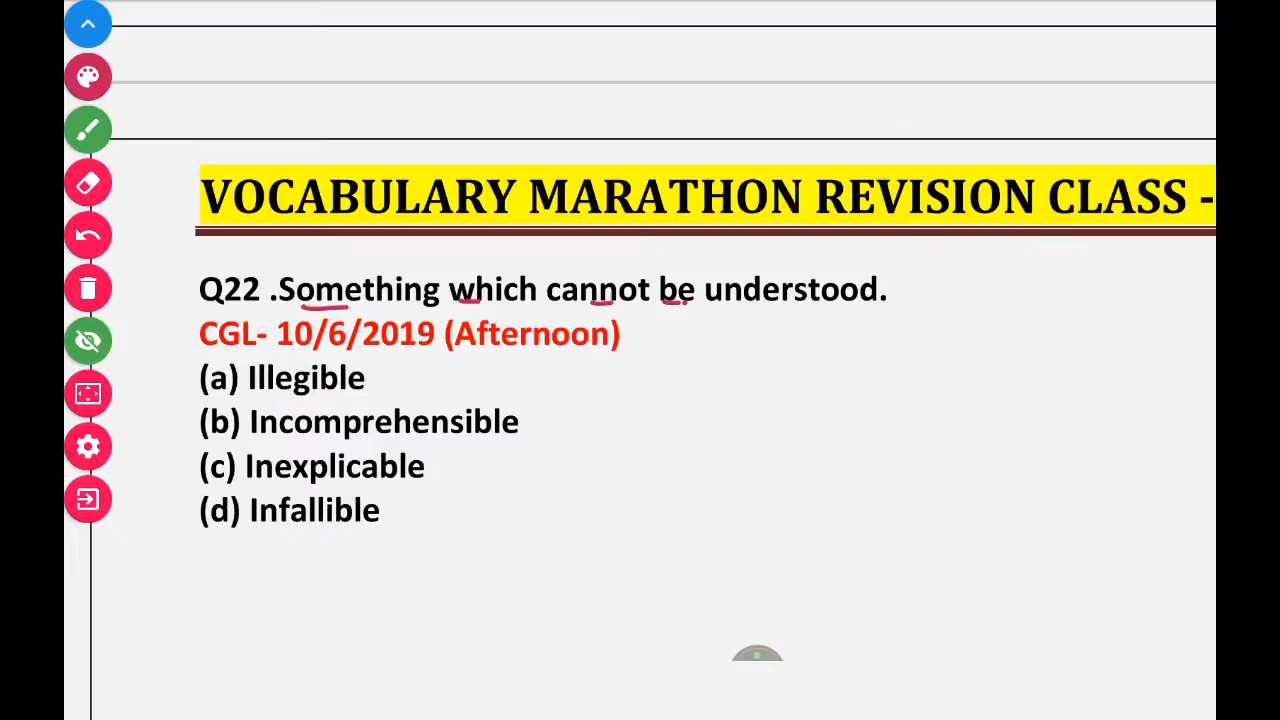 VOCABULARY MARATHON REVISION CLASS -
Q22 .Something which cannot be understood.
CGL- 10/6/2019 (Afternoon)
(a) Illegible
(b) Incomprehensible
(c) Inexplicable
(d) Infallible